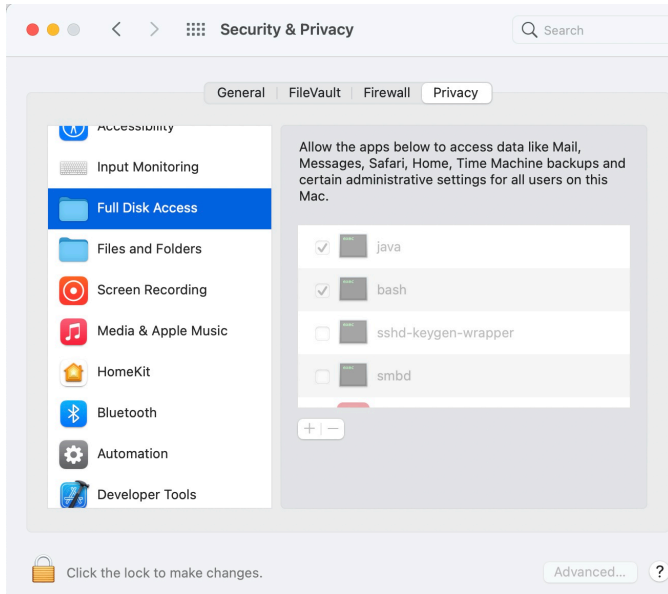 Security & Privacy
Search
General
FileVault
Firewall
Privacy
Accessibility
Input Monitoring
Full Disk Access
Files and Folders
Screen Recording
Media & Apple Music
HomeKit
Bluetooth
Automation
Developer Tools
Allow the apps below to access data like Mail,
Messages, Safari, Home, Time Machine backups and
certain administrative settings for all users on this
Mac.
java
bash
sshd-keygen-wrapper
smbd
Click the lock to make changes.
Advanced...
?